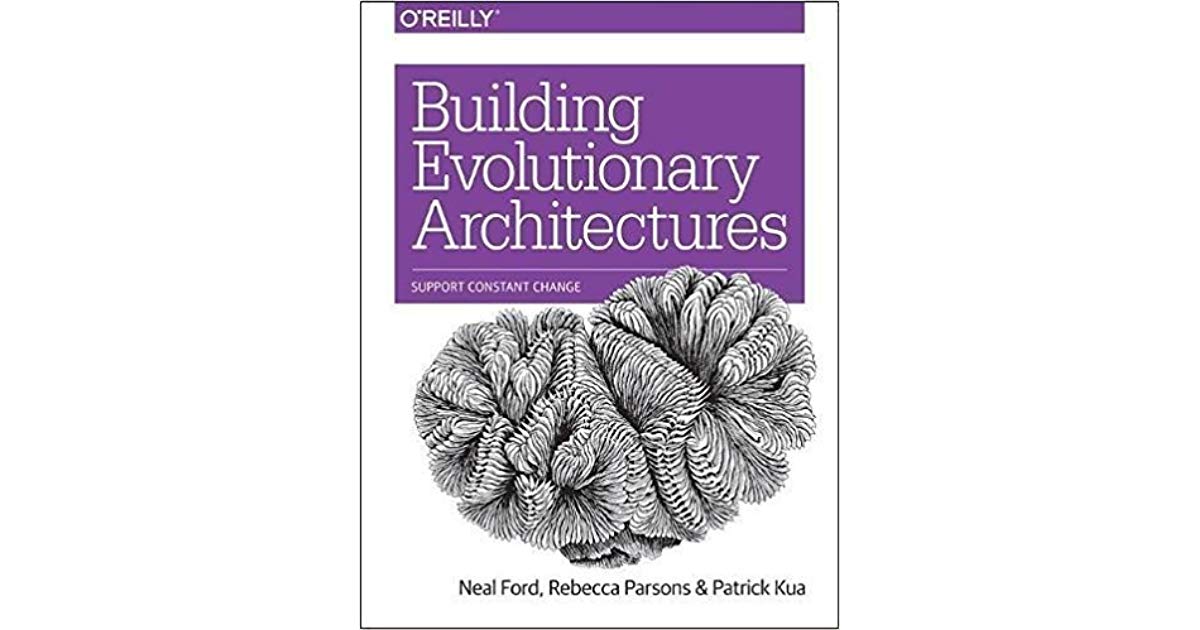 O'REILLY®
Building
Evolutionary
Architectures
SUPPORT CONSTANT CHANGE
Neal Ford, Rebecca Parsons & Patrick Kua